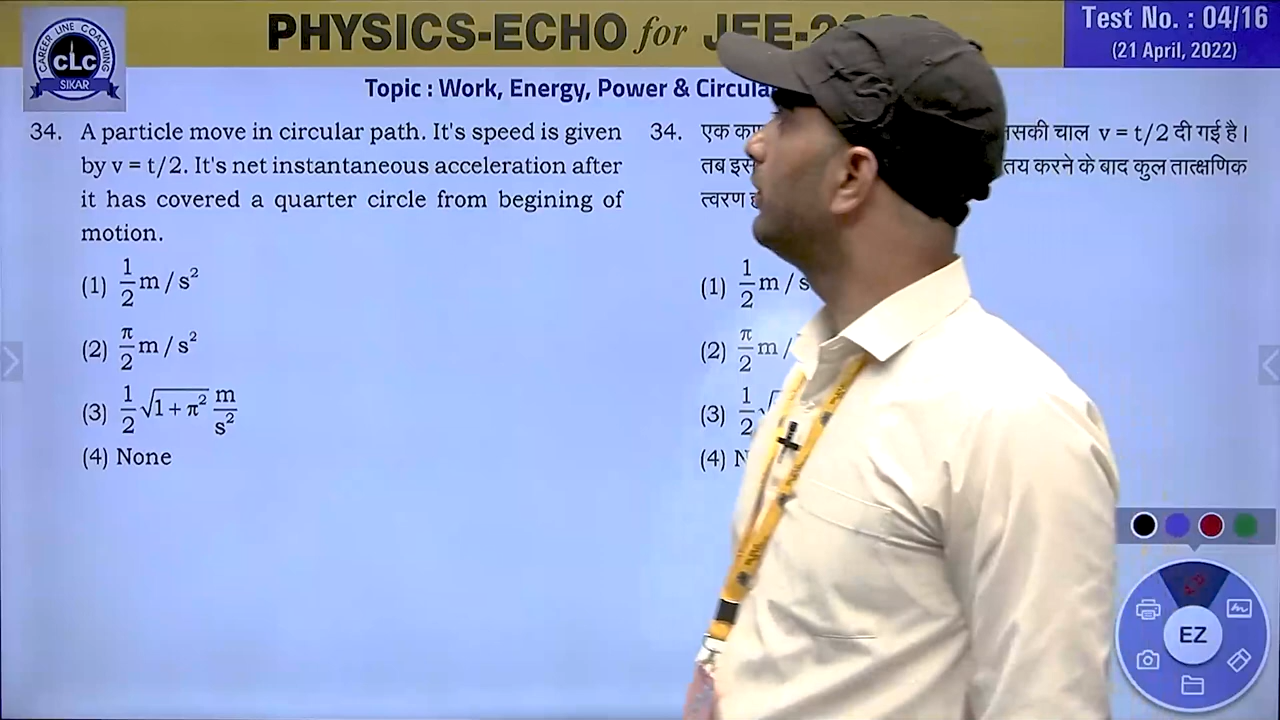 CAREER LINE COACHING
CLC
SIKAR
PHYSICS-ECHO for JEE-2
Test No. : 04/16
(21 April, 2022)
Topic : Work, Energy, Power &
34. A particle move in circular path. It's speed is given
by v = t/2. It's net instantaneous acceleration after
it has covered a quarter circle from begining of
motion.
(1) 1/2 m / s²
(2) π/2 m / s²
(3) 1/2 √1 + π² m/s²
(4) None
34. एक चाल v = t/2 दी गई है।
तय करने के बाद कुल तात्क्षणिक
त्वरण
(1) 1/2 m / s
(2) π/2 m /
(3) 1/2 √
(4)
EZ